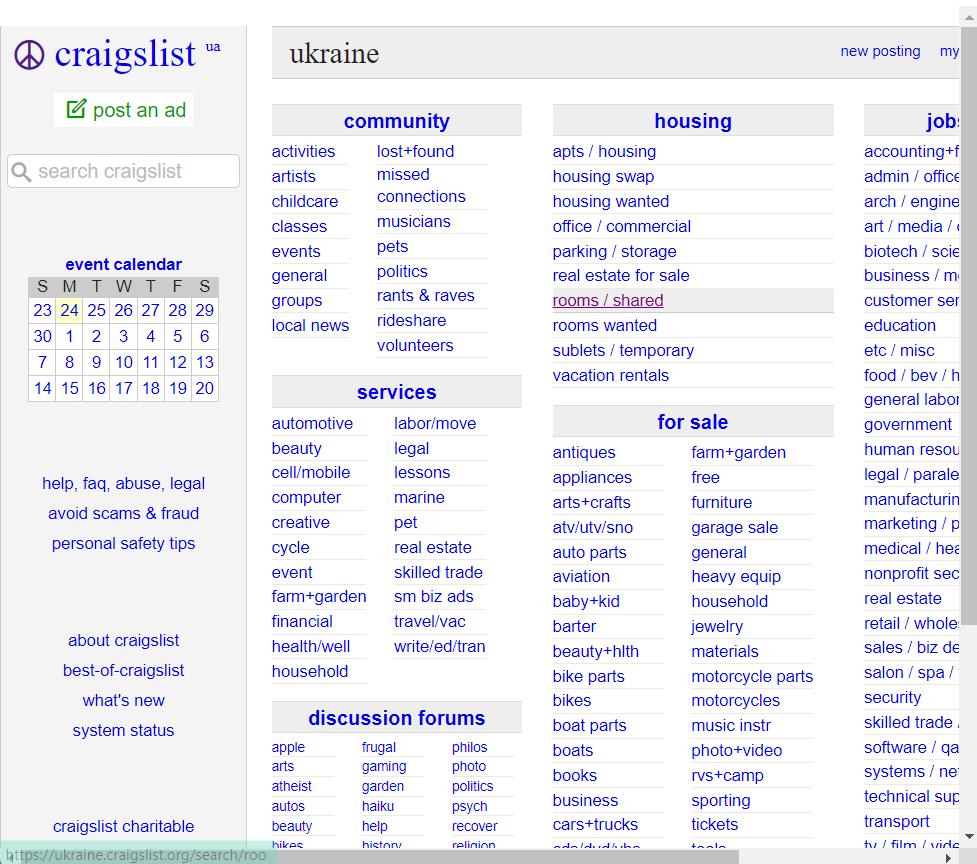 craigslist ua
post an ad
search craigslist
event calendar
S M T W T F S
23 24 25 26 27 28 29
30 1 2 3 4 5 6
7 8 9 10 11 12 13
14 15 16 17 18 19 20
help, faq, abuse, legal
avoid scams & fraud
personal safety tips
about craigslist
best-of-craigslist
what's new
system status
craigslist charitable
https://ukraine.craigslist.org/search/roo
ukraine
new posting my
community
activities
artists
childcare
classes
events
general
groups
local news
lost+found
missed
connections
musicians
pets
politics
rants & raves
rideshare
volunteers
services
automotive
beauty
cell/mobile
computer
creative
cycle
event
farm+garden
financial
health/well
household
labor/move
legal
lessons
marine
pet
real estate
skilled trade
sm biz ads
travel/vac
write/ed/tran
discussion forums
apple
arts
atheist
autos
beauty
bikes
frugal
gaming
garden
haiku
help
history
philos
photo
politics
psych
recover
religion
housing
apts / housing
housing swap
housing wanted
office / commercial
parking / storage
real estate for sale
rooms / shared
rooms wanted
sublets / temporary
vacation rentals
for sale
antiques
appliances
arts+crafts
atv/utv/sno
auto parts
aviation
baby+kid
barter
beauty+hlth
bike parts
bikes
boat parts
boats
books
business
cars+trucks
cds/dvd/vhs
farm+garden
free
furniture
garage sale
general
heavy equip
household
jewelry
materials
motorcycle parts
motorcycles
music instr
photo+video
rvs+camp
sporting
tickets
tools
jobs
accounting+f
admin / office
arch / engine
art / media /
biotech / scie
business / m
customer ser
education
etc / misc
food / bev / h
general labor
government
human resou
legal / parale
manufacturin
marketing / p
medical / hea
nonprofit sec
real estate
retail / whole
sales / biz de
salon / spa /
security
skilled trade
software / qa
systems / ne
technical sup
transport
tv / film / vide